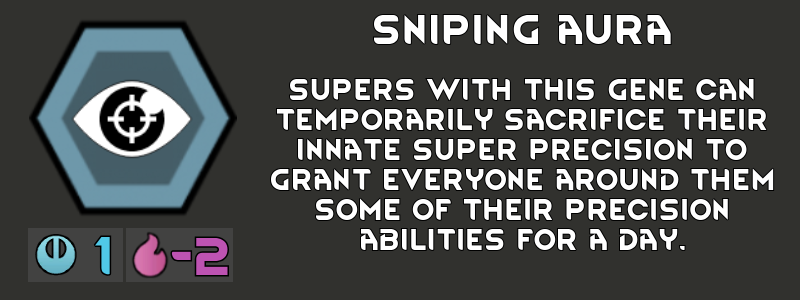 SNIPING AURA
SUPERS WITH THIS GENE CAN
TEMPORARILY SACRIFICE THEIR
INNATE SUPER PRECISION TO
GRANT EVERYONE AROUND THEM
SOME OF THEIR PRECISION
ABILITIES FOR A DAY.
1 -2